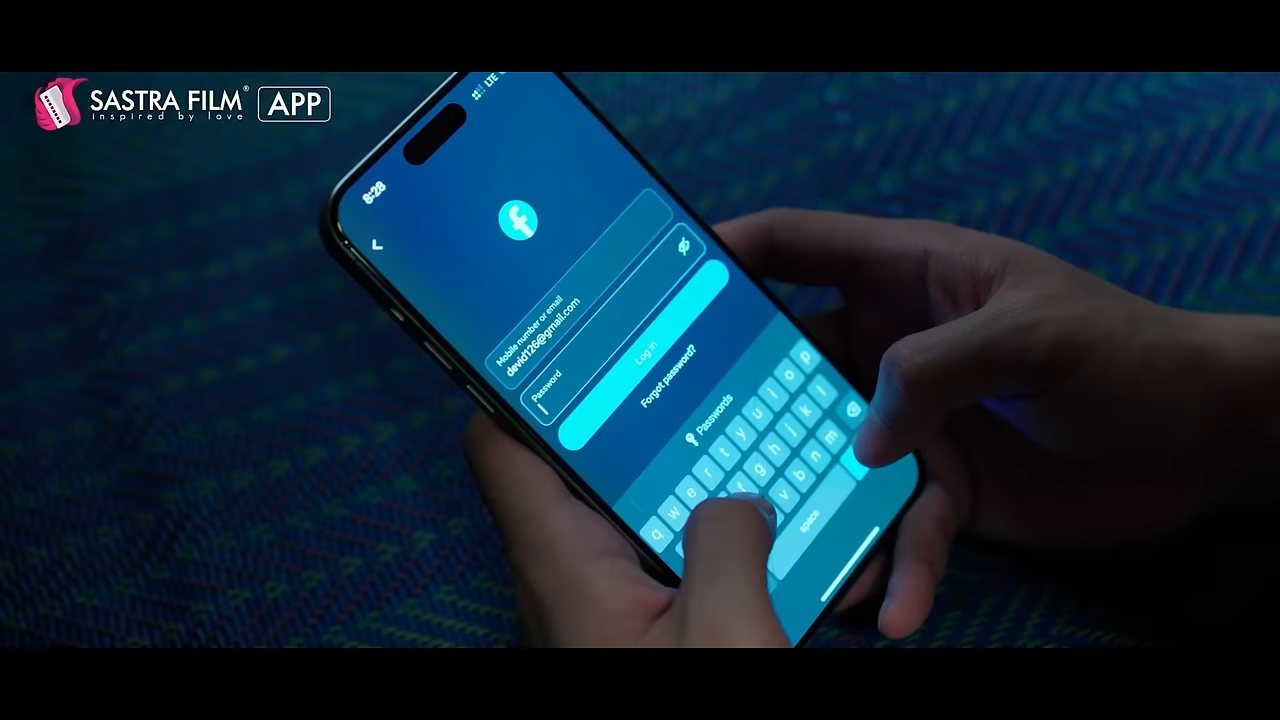 SASTRA FILM®
inspired by love
APP
LTE
8:28
Mobile number or email
devid126@gmail.com
Password
Log in
Forgot password?
Passwords
q w e r t y u i o p
f g h j k l
v b n m
space